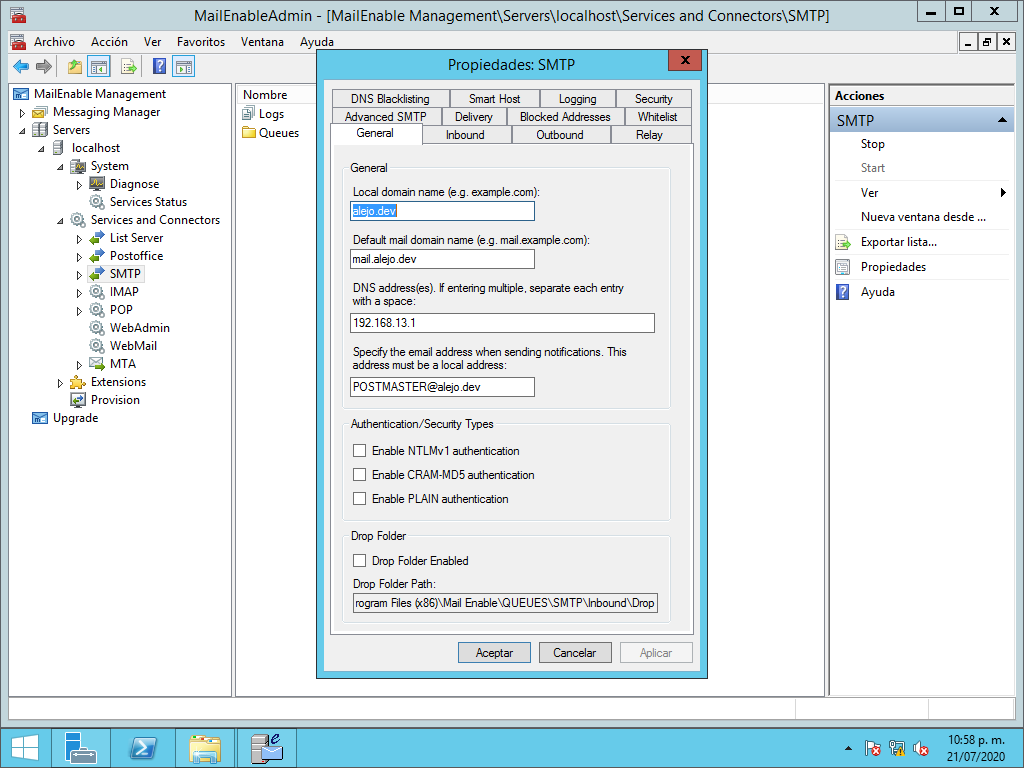 MailEnableAdmin - [MailEnable Management\Servers\localhost\Services and Connectors\SMTP]
Archivo Acción Ver Favoritos Ventana Ayuda
MailEnable Management
Messaging Manager
Servers
localhost
System
Diagnose
Services Status
Services and Connectors
List Server
Postoffice
SMTP
IMAP
POP
WebAdmin
WebMail
MTA
Extensions
Provision
Upgrade
Nombre
Logs
Queues
Propiedades: SMTP
DNS Blacklisting Smart Host Logging Security
Advanced SMTP Delivery Blocked Addresses Whitelist
General Inbound Outbound Relay
General
Local domain name (e.g. example.com):
alejo.dev
Default mail domain name (e.g. mail.example.com):
mail.alejo.dev
DNS address(es). If entering multiple, separate each entry
with a space:
192.168.13.1
Specify the email address when sending notifications. This
address must be a local address:
POSTMASTER@alejo.dev
Authentication/Security Types
Enable NTLMv1 authentication
Enable CRAM-MD5 authentication
Enable PLAIN authentication
Drop Folder
Drop Folder Enabled
Drop Folder Path:
rogram Files (x86)\Mail Enable\QUEUES\SMTP\Inbound\Drop
Aceptar Cancelar Aplicar
Acciones
SMTP
Stop
Start
Ver
Nueva ventana desde ...
Exportar lista...
Propiedades
Ayuda
10:58 p. m.
21/07/2020